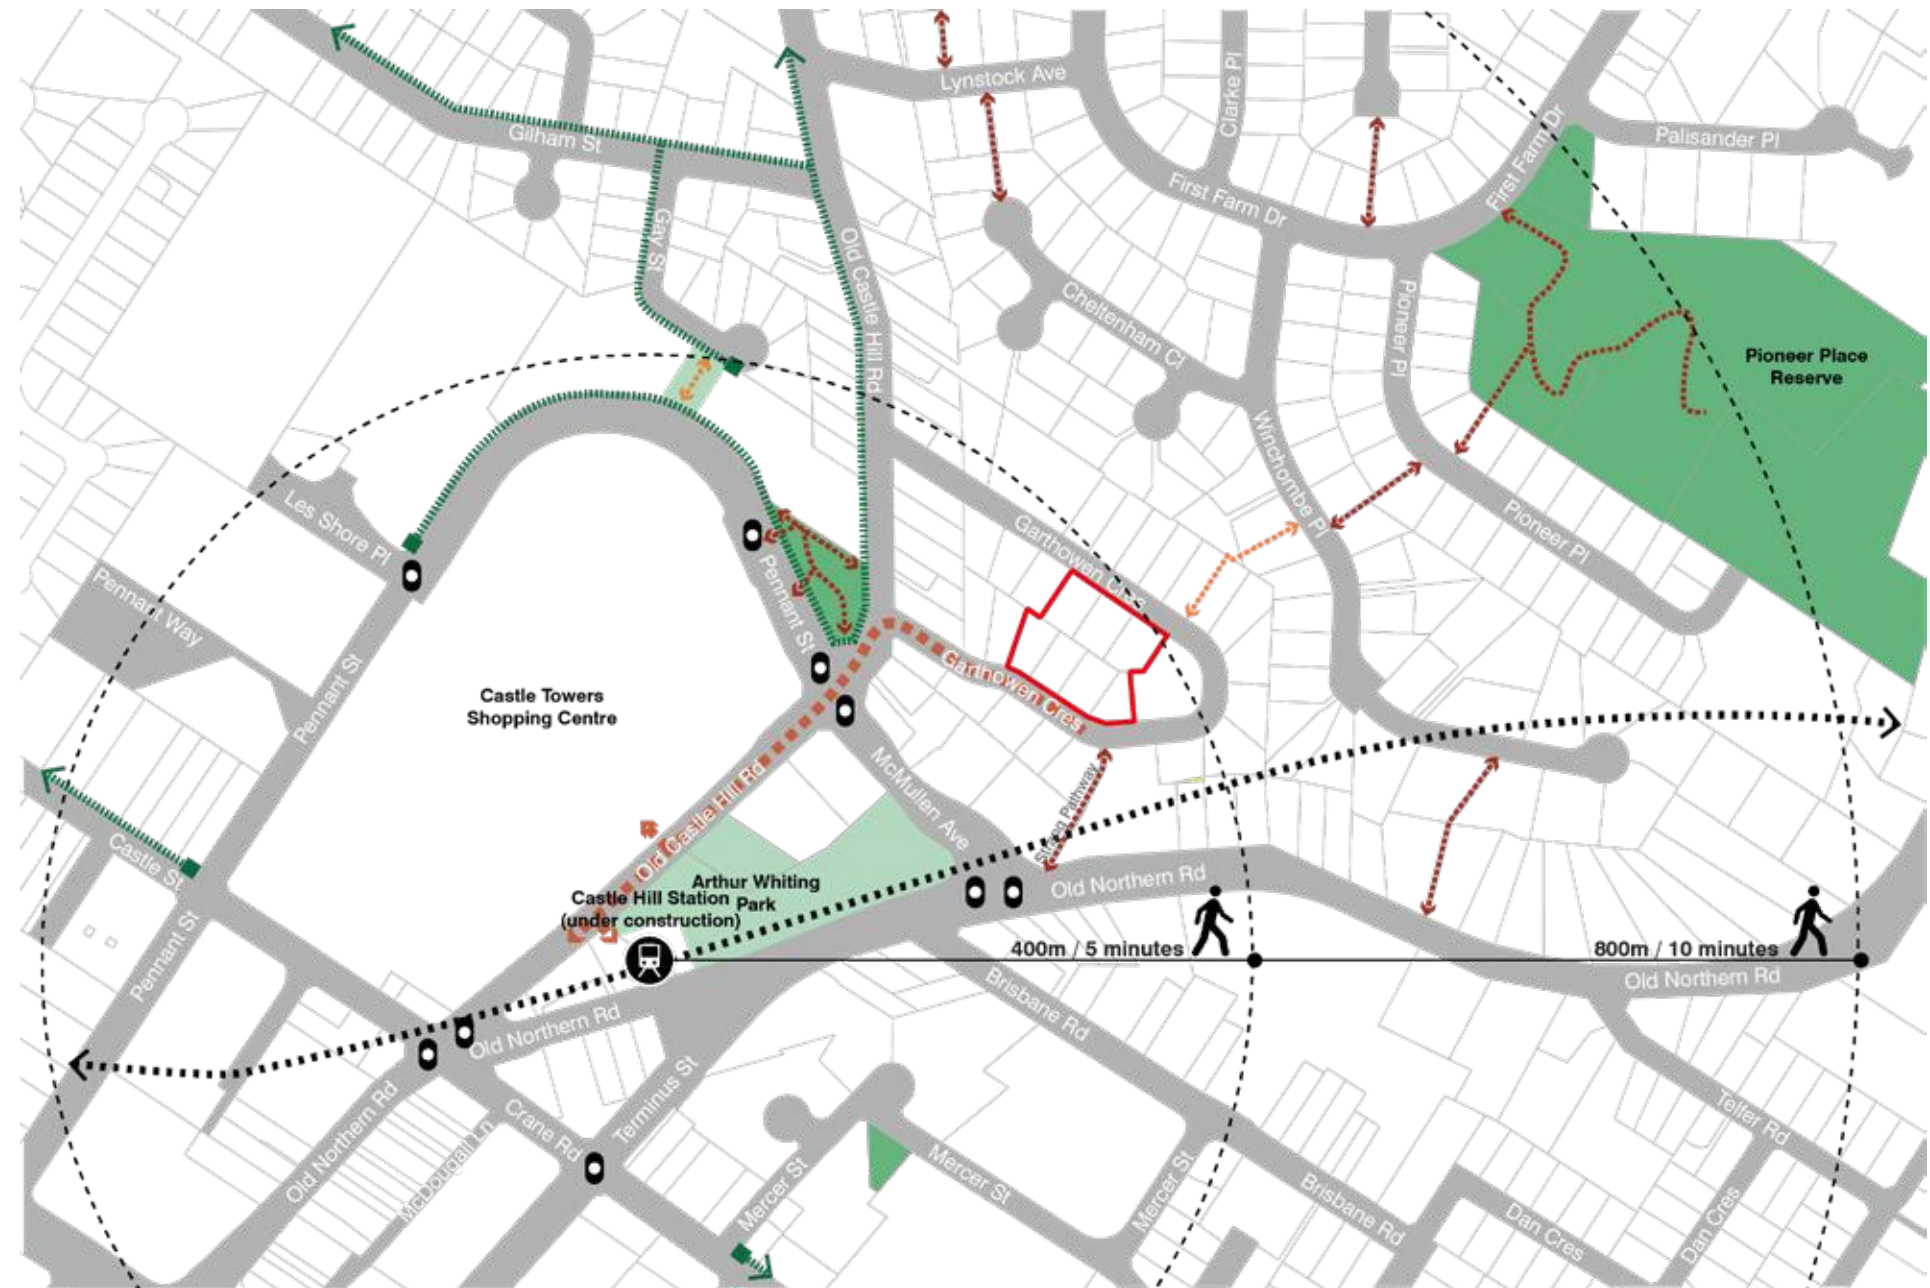 Lynstock Ave
Clarke Pl
Gilham St
Palisander Pl
First Farm Dr
First Farm Dr
Gay St
Old Castle Hill Rd
Cheltenham Cl
Pioneer Pl
Pioneer Place
Reserve
Winchombe Pl
Les Shore Pl
Garthowen Cres
Pioneer Pl
Pennant Way
Pennant St
Pennant St
Garthowen Cres
Castle Towers
Shopping Centre
McMullen Ave
Old Castle Hill Rd
Pathway
Castle St
Arthur Whiting
Park
Castle Hill Station
(under construction)
Old Northern Rd
400m / 5 minutes
800m / 10 minutes
Pennant St
Old Northern Rd
Old Northern Rd
Brisbane Rd
Terminus St
Old Northern Rd
Crane Rd
McDougall Ln
Telfer Rd
Mercer St
Mercer St
Mercer St
Brisbane Rd
Dan Cres
Dan Cres